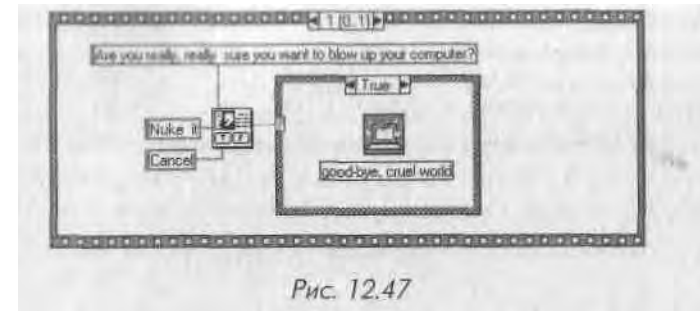 1 [0..1]
Are you really, really sure you want to blow up your computer?
True
Nuke it
T F
Cancel
good-bye, cruel world
Рис. 12.47